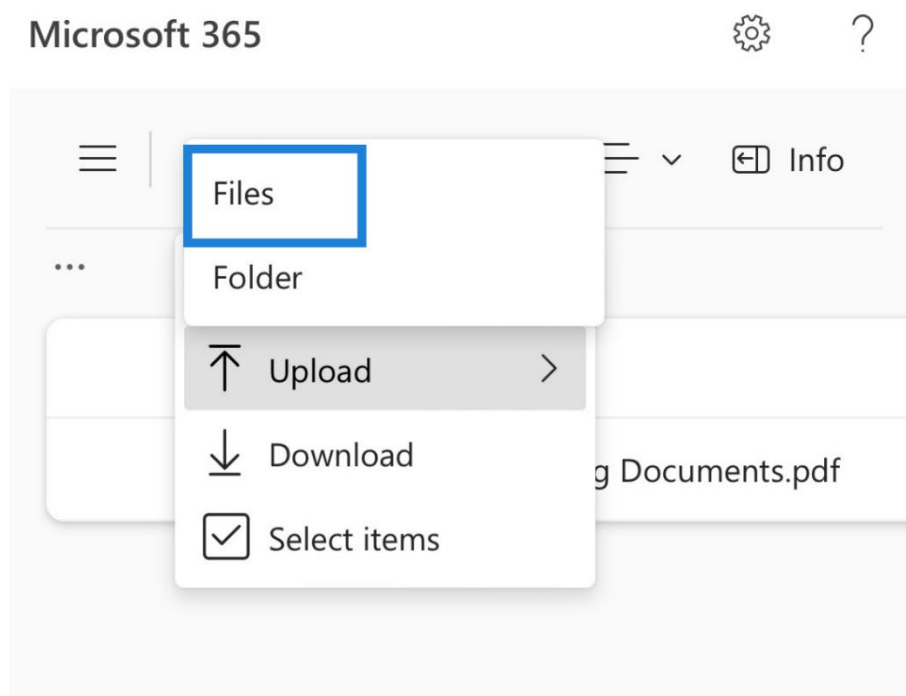 Microsoft 365
?
Info
Files
Folder
...
Upload
Download
g Documents.pdf
Select items